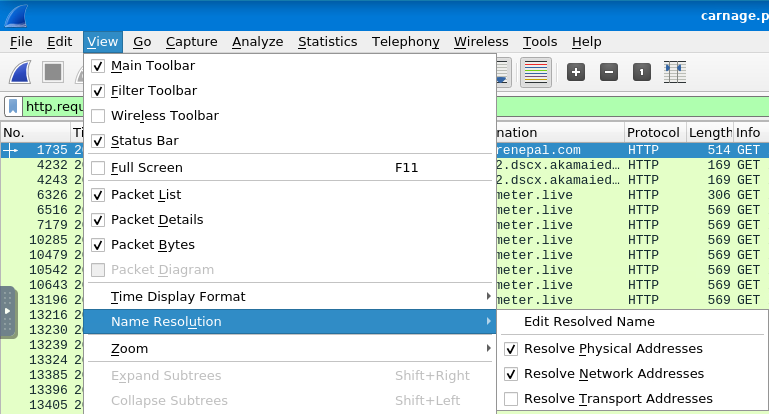 carnage.p
File Edit View Go Capture Analyze Statistics Telephony Wireless Tools Help
http.requ
No. Ti nation Protocol Length Info
Main Toolbar
Filter Toolbar
Wireless Toolbar
Status Bar
Full Screen F11
Packet List
Packet Details
Packet Bytes
Packet Diagram
Time Display Format
Name Resolution
Zoom
Expand Subtrees Shift+Right
Collapse Subtrees Shift+Left
Edit Resolved Name
Resolve Physical Addresses
Resolve Network Addresses
Resolve Transport Addresses
1735 2 renepal.com HTTP 514 GET
4232 2 2.dscx.akamaied… HTTP 169 GET
4243 2 2.dscx.akamaied… HTTP 169 GET
6326 2 meter.live HTTP 306 GET
6516 2 meter.live HTTP 569 GET
7179 2 meter.live HTTP 569 GET
10285 2 meter.live HTTP 569 GET
10479 2 meter.live HTTP 569 GET
10542 2 meter.live HTTP 569 GET
10643 2 meter.live HTTP 569 GET
13196 2 meter.live HTTP 569 GET
13216 2
13230 2
13239 2
13324 2
13385 2
13396 2
13405 2